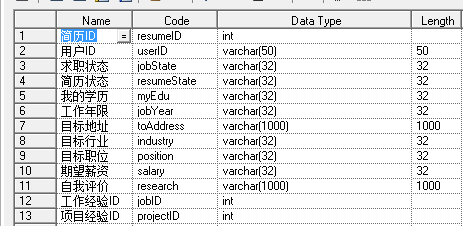 Name Code Data Type Length
1 简历ID = resumeID int
2 用户ID userID varchar(50) 50
3 求职状态 jobState varchar(32) 32
4 简历状态 resumeState varchar(32) 32
5 我的学历 myEdu varchar(32) 32
6 工作年限 jobYear varchar(32) 32
7 目标地址 toAddress varchar(1000) 1000
8 目标行业 industry varchar(32) 32
9 目标职位 position varchar(32) 32
10 期望薪资 salary varchar(32) 32
11 自我评价 research varchar(1000) 1000
12 工作经验ID jobID int
13 项目经验ID projectID int